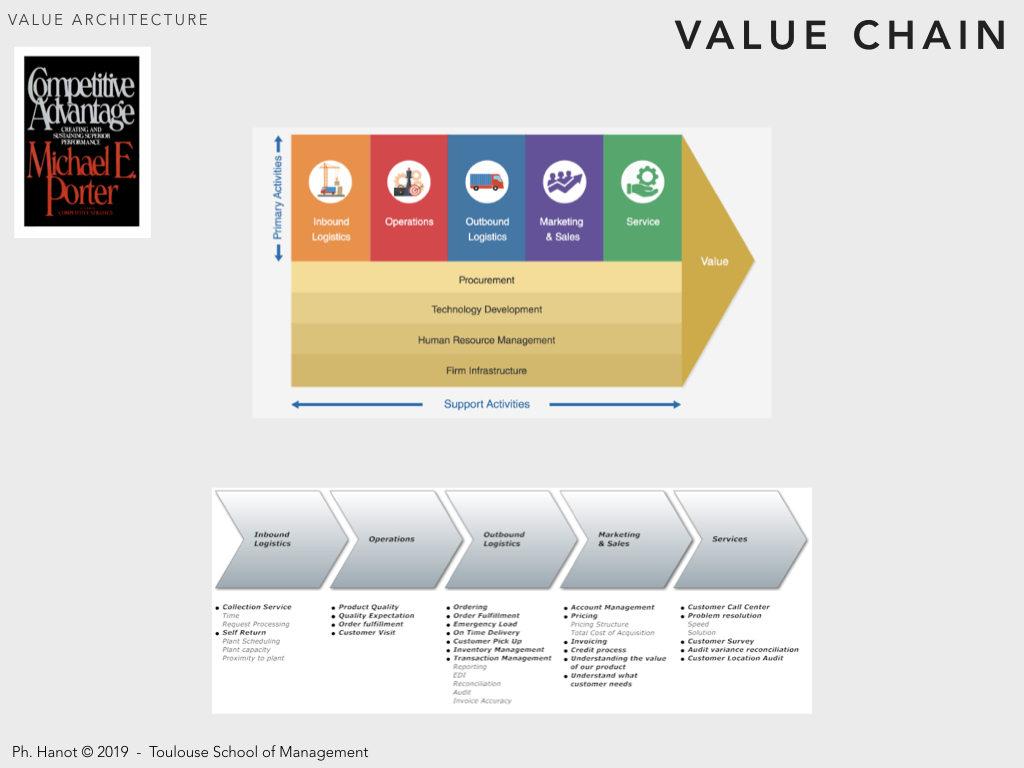 VALUE ARCHITECTURE
VALUE CHAIN
Competitive
Advantage
CREATING AND
SUSTAINING SUPERIOR
PERFORMANCE
Michael E.
Porter
COMPETITIVE STRATEGY
Primary Activities
Inbound
Logistics
Operations
Outbound
Logistics
Marketing
& Sales
Service
Value
Procurement
Technology Development
Human Resource Management
Firm Infrastructure
Support Activities
Inbound
Logistics
Operations
Outbound
Logistics
Marketing
& Sales
Services
• Collection Service
Time
Request Processing
• Self Return
Plant Scheduling
Plant capacity
Proximity to plant
• Product Quality
• Quality Expectation
• Order fulfillment
• Customer Visit
• Ordering
• Order Fulfillment
• Emergency Load
• On Time Delivery
• Customer Pick Up
• Inventory Management
• Transaction Management
Reporting
EDI
Reconciliation
Audit
Invoice Accuracy
• Account Management
• Pricing
Pricing Structure
Total Cost of Acquisition
• Invoicing
• Credit process
• Understanding the value
of our product
• Understand what
customer needs
• Customer Call Center
• Problem resolution
Speed
Solution
• Customer Survey
• Audit variance reconciliation
• Customer Location Audit
Ph. Hanot © 2019 - Toulouse School of Management